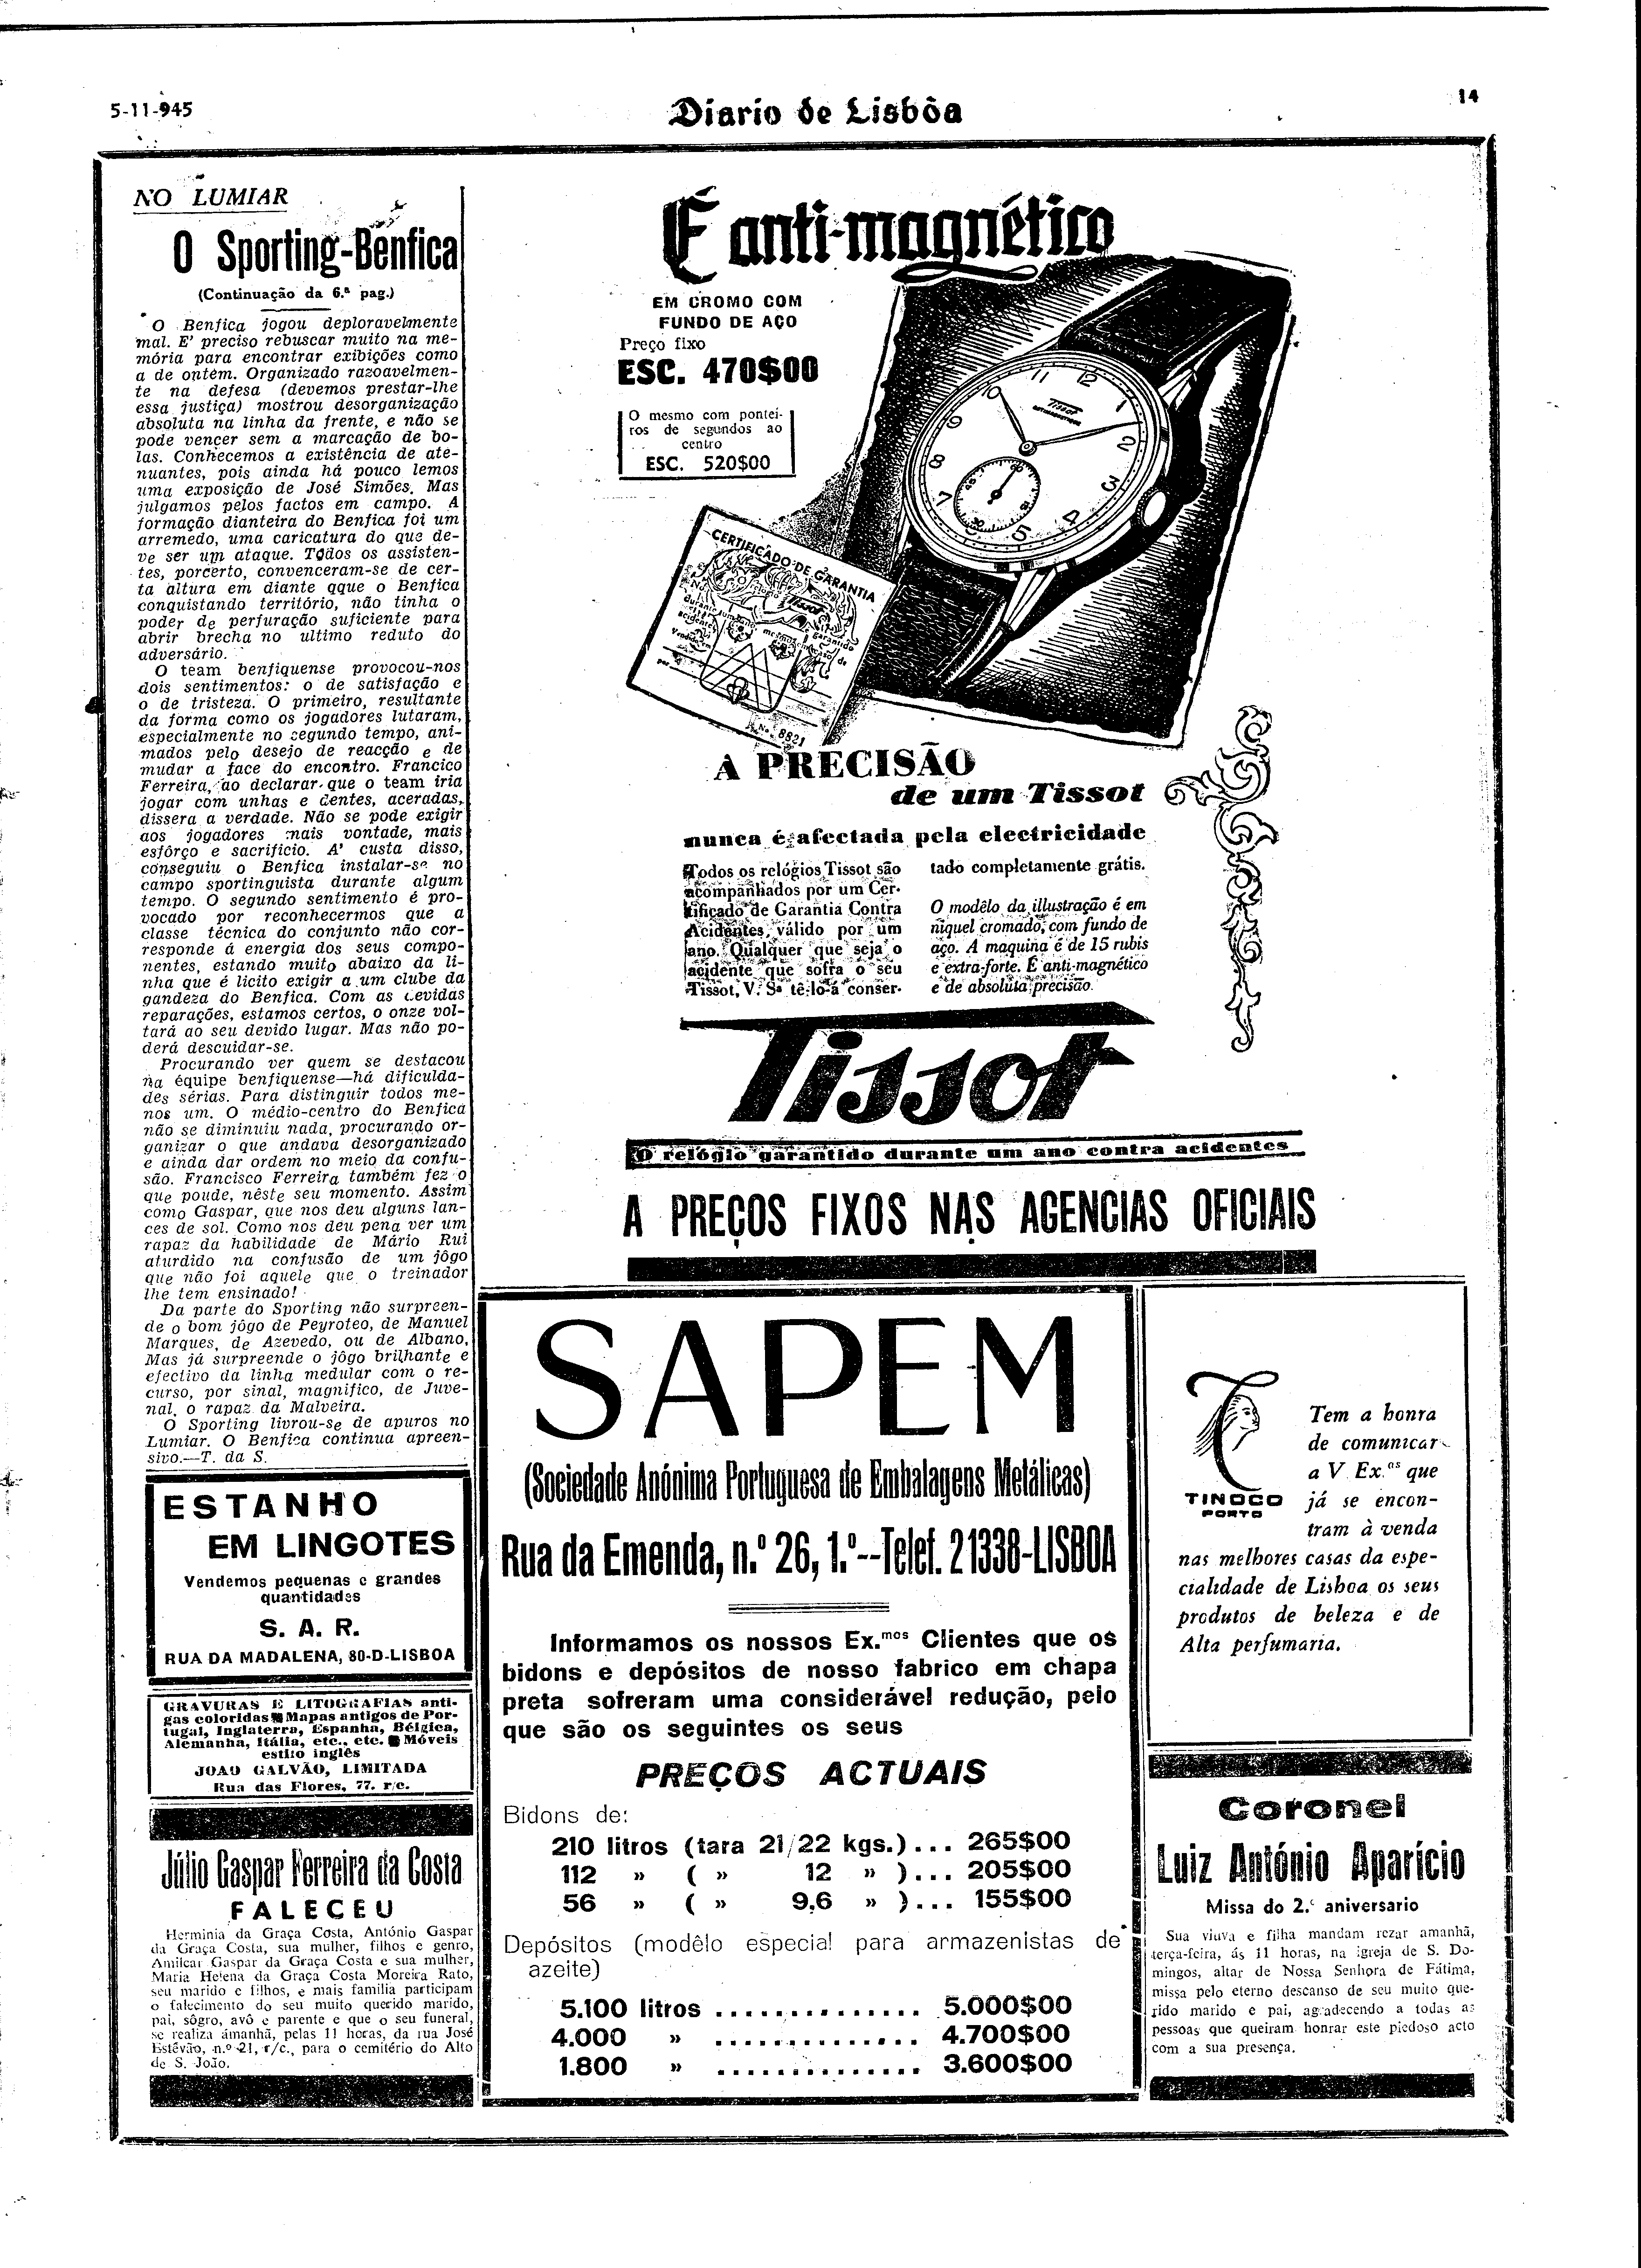 5-11-945
Diario de Lisbôa
14
NO LUMIAR
O Sporting-Benfica
(Continuação da 6.ª pag.)
O Benfica jogou deploravelmente
mal. E' preciso rebuscar muito na me-
mória para encontrar exibições como
a de ontem. Organizado razoavelmen-
te na defesa (devemos prestar-lhe
essa justiça) mostrou desorganização
absoluta na linha da frente, e não se
pode vencer sem a marcação de bo-
las. Conhecemos a existência de ate-
nuantes, pois ainda há pouco lemos
uma exposição de José Simões. Mas
julgamos pelos factos em campo. A
formação dianteira do Benfica foi um
arremedo, uma caricatura do que de-
ve ser um ataque. Todos os assisten-
tes, porcerto, convenceram-se de cer-
ta altura em diante qque o Benfica
conquistando território, não tinha o
poder de perfuração suficiente para
abrir brecha no ultimo reduto do
adversário.
O team benfiquense provocou-nos
dois sentimentos: o de satisfação e
o de tristeza. O primeiro, resultante
da forma como os jogadores lutaram,
especialmente no segundo tempo, ani-
mados pelo desejo de reacção e de
mudar a face do encontro. Francico
Ferreira, ao declarar que o team iria
jogar com unhas e dentes, aceradas,
dissera a verdade. Não se pode exigir
aos jogadores mais vontade, mais
esfôrço e sacrificio. A' custa disso,
conseguiu o Benfica instalar-se no
campo sportinguista durante algum
tempo. O segundo sentimento é pro-
vocado por reconhecermos que a
classe técnica do conjunto não cor-
responde á energia dos seus compo-
nentes, estando muito abaixo da li-
nha que é licito exigir a um clube da
gandeza do Benfica. Com as devidas
reparações, estamos certos, o onze vol-
tará ao seu devido lugar. Mas não po-
derá descuidar-se.
Procurando ver quem se destacou
na équipe benfiquense—há dificulda-
des sérias. Para distinguir todos me-
nos um. O médio-centro do Benfica
não se diminuiu nada, procurando or-
ganizar o que andava desorganizado
e ainda dar ordem no meio da confu-
são. Francisco Ferreira também fez o
que poude, nêste seu momento. Assim
como Gaspar, que nos deu alguns lan-
ces de sol. Como nos deu pena ver um
rapaz da habilidade de Mário Rui
aturdido na confusão de um jôgo
que não foi aquele que o treinador
lhe tem ensinado!
Da parte do Sporting não surpreen-
de o bom jôgo de Peyroteo, de Manuel
Marques, de Azevedo, ou de Albano.
Mas já surpreende o jôgo brilhante e
efectivo da linha medular com o re-
curso, por sinal, magnifico, de Juve-
nal, o rapaz da Malveira.
O Sporting livrou-se de apuros no
Lumiar. O Benfica continua apreen-
sivo.—T. da S.
ESTANHO
EM LINGOTES
Vendemos pequenas e grandes
quantidades
S. A. R.
RUA DA MADALENA, 80-D-LISBOA
GRAVURAS E LITOGRAFIAS anti-
gas coloridas ■ Mapas antigos de Por-
tugal, Inglaterra, Espanha, Bélgica,
Alemanha, Itália, etc., etc. ■ Móveis
estilo inglês
JOAO GALVÃO, LIMITADA
Rua das Flores, 77. r/c.
Júlio Gaspar Ferreira da Costa
FALECEU
Herminia da Graça Costa, António Gaspar
da Graça Costa, sua mulher, filhos e genro,
Amilcar Gaspar da Graça Costa e sua mulher,
Maria Helena da Graça Costa Moreira Rato,
seu marido e filhos, e mais familia participam
o falecimento do seu muito querido marido,
pai, sôgro, avô e parente e que o seu funeral,
se realiza ámanhã, pelas 11 horas, da rua José
Estêvão, n.º 21, r/c., para o cemitério do Alto
de S. João.
É anti-magnético
EM CROMO COM
FUNDO DE AÇO
Preço fixo
ESC. 470$00
O mesmo com pontei-
ros de segundos ao
centro
ESC. 520$00
Tissot
CERTIFICADO DE GARANTIA
Tissot
N.º 8821
A PRECISÃO
de um Tissot
nunca é afectada pela electricidade
Todos os relógios Tissot são
acompanhados por um Cer-
tificado de Garantia Contra
Acidentes, válido por um
ano. Qualquer que seja o
acidente que sofra o seu
Tissot, V. Sª tê-lo-á conser-
tado completamente grátis.
O modêlo da illustração é em
niquel cromado, com fundo de
aço. A maquina é de 15 rubis
e extra-forte. É anti-magnético
e de absoluta precisão.
Tissot
O relógio garantido durante um ano contra acidentes
A PREÇOS FIXOS NAS AGENCIAS OFICIAIS
SAPEM
(Sociedade Anónima Portuguesa de Embalagens Metálicas)
Rua da Emenda, n.º 26, 1.º--Telef. 21338-LISBOA
Informamos os nossos Ex.mos Clientes que os
bidons e depósitos de nosso fabrico em chapa
preta sofreram uma considerável redução, pelo
que são os seguintes os seus
PREÇOS ACTUAIS
Bidons de:
210 litros (tara 21/22 kgs.)... 265$00
112 » ( » 12 » )... 205$00
56 » ( » 9,6 » )... 155$00
Depósitos (modêlo especial para armazenistas de
azeite)
5.100 litros .............. 5.000$00
4.000 » .............. 4.700$00
1.800 » .............. 3.600$00
TINOCO
PORTO
Tem a honra
de comunicar
a V. Ex.as que
já se encon-
tram à venda
nas melhores casas da espe-
cialidade de Lisboa os seus
produtos de beleza e de
Alta perfumaria.
Coronel
Luiz António Aparício
Missa do 2.º aniversario
Sua viuva e filha mandam rezar amanhã,
terça-feira, ás 11 horas, na igreja de S. Do-
mingos, altar de Nossa Senhora de Fátima,
missa pelo eterno descanso de seu muito que-
rido marido e pai, agradecendo a todas as
pessoas que queiram honrar este piedoso acto
com a sua presença.